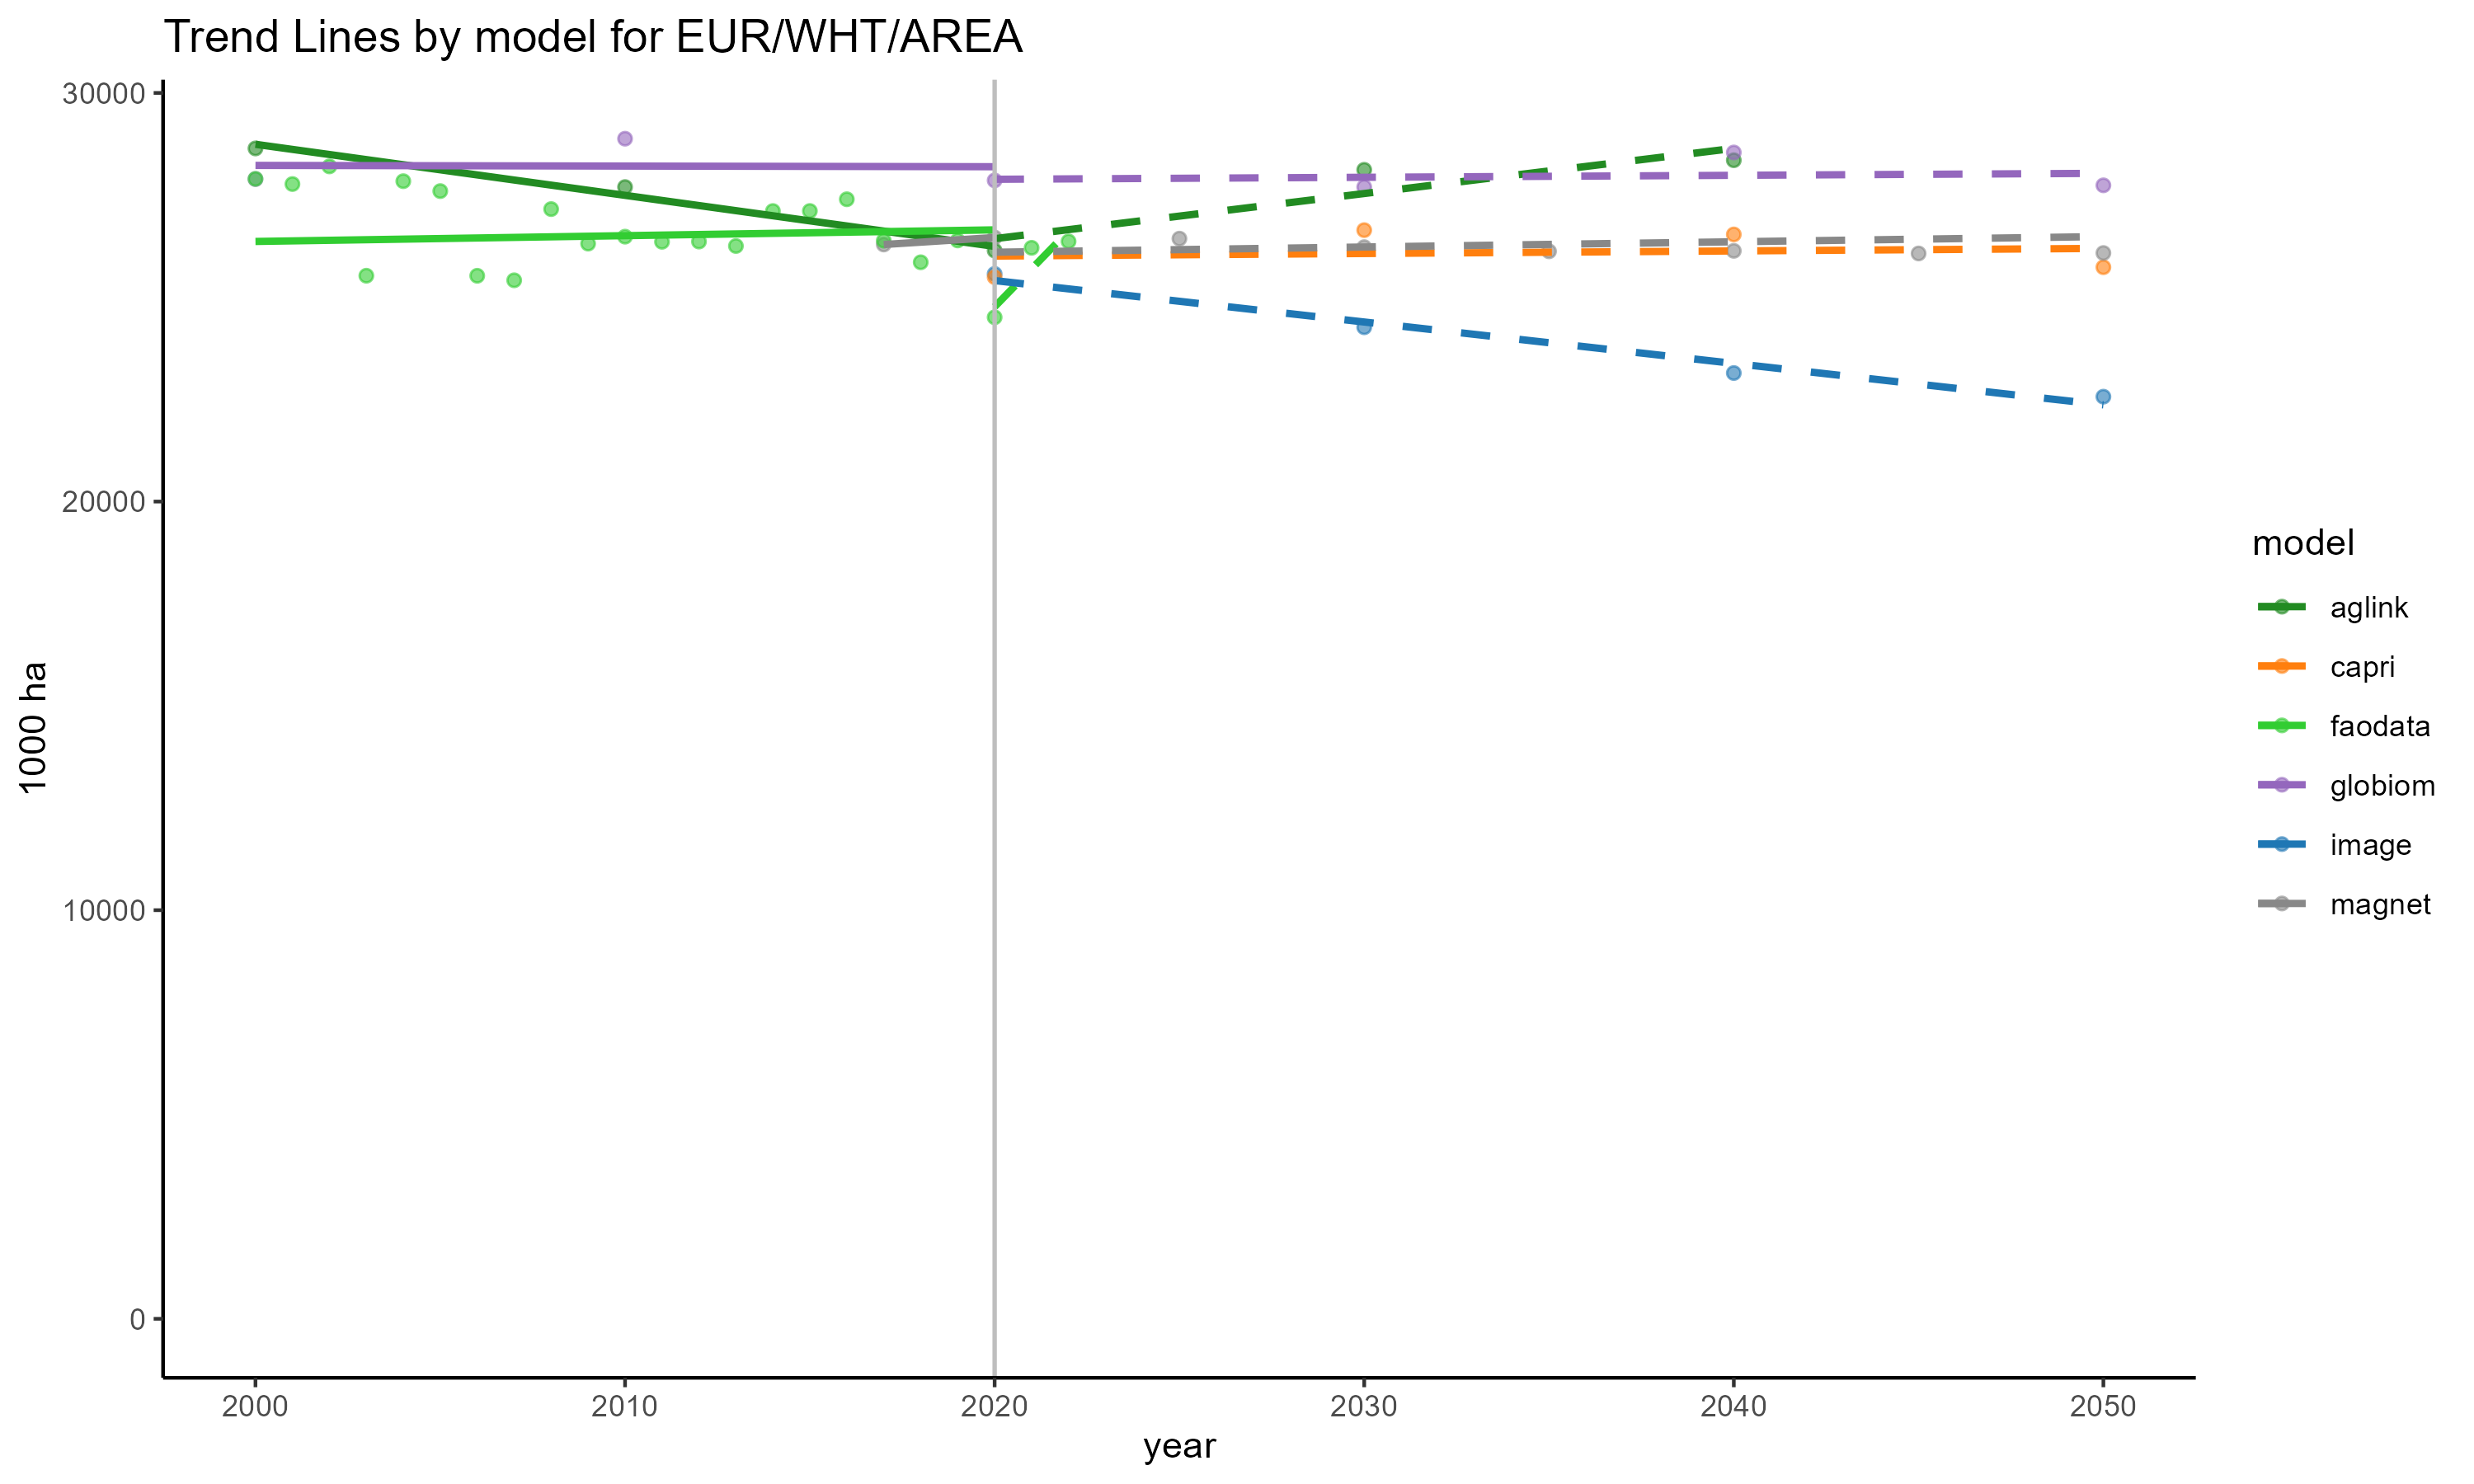 Trend Lines by model for EUR/WHT/AREA
30000
20000
10000
0
1000 ha
2000
2010
2020
2030
2040
2050
year
model
aglink
capri
faodata
globiom
image
magnet